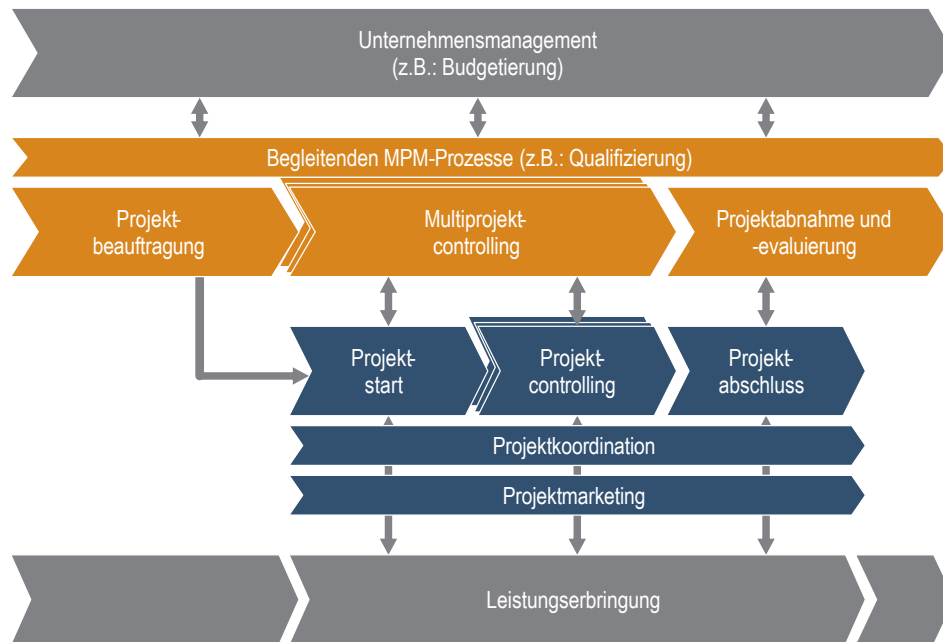 Unternehmensmanagement
(z.B.: Budgetierung)
Begleitenden MPM-Prozesse (z.B.: Qualifizierung)
Projekt-
beauftragung
Multiprojekt-
controlling
Projektabnahme und
-evaluierung
Projekt-
start
Projekt-
controlling
Projekt-
abschluss
Projektkoordination
Projektmarketing
Leistungserbringung